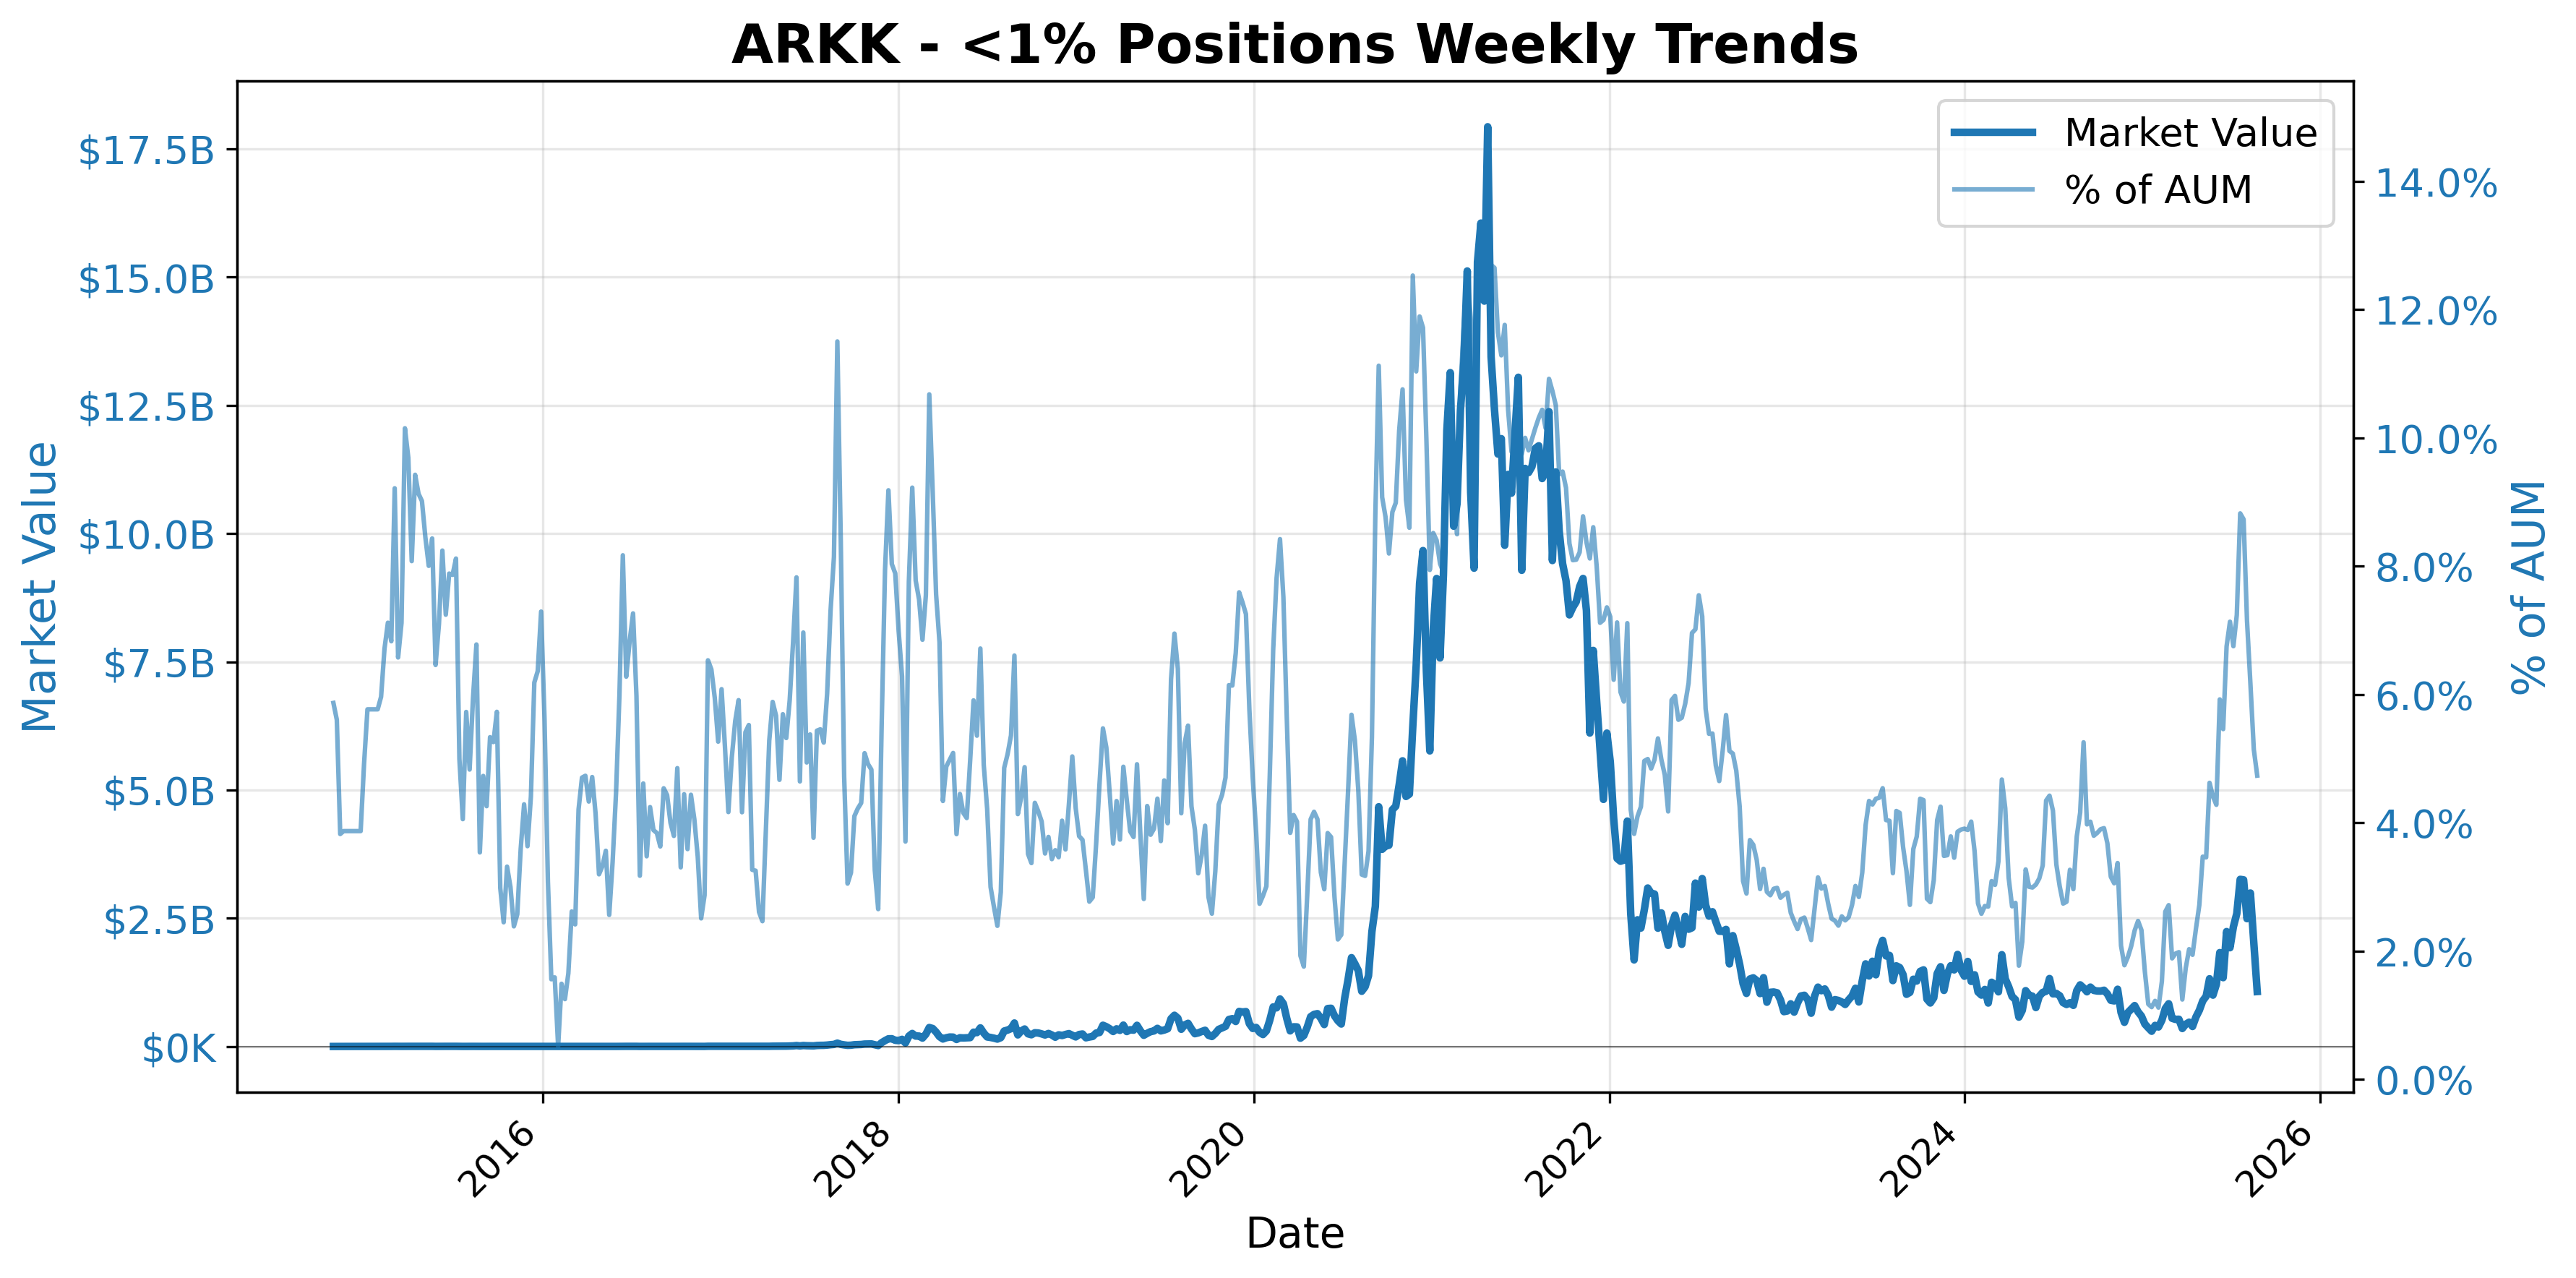 ARKK - <1% Positions Weekly Trends
Market Value
% of AUM
$17.5B
$15.0B
$12.5B
$10.0B
$7.5B
$5.0B
$2.5B
$0K
Market Value
14.0%
12.0%
10.0%
8.0%
6.0%
4.0%
2.0%
0.0%
% of AUM
2016
2018
2020
2022
2024
2026
Date